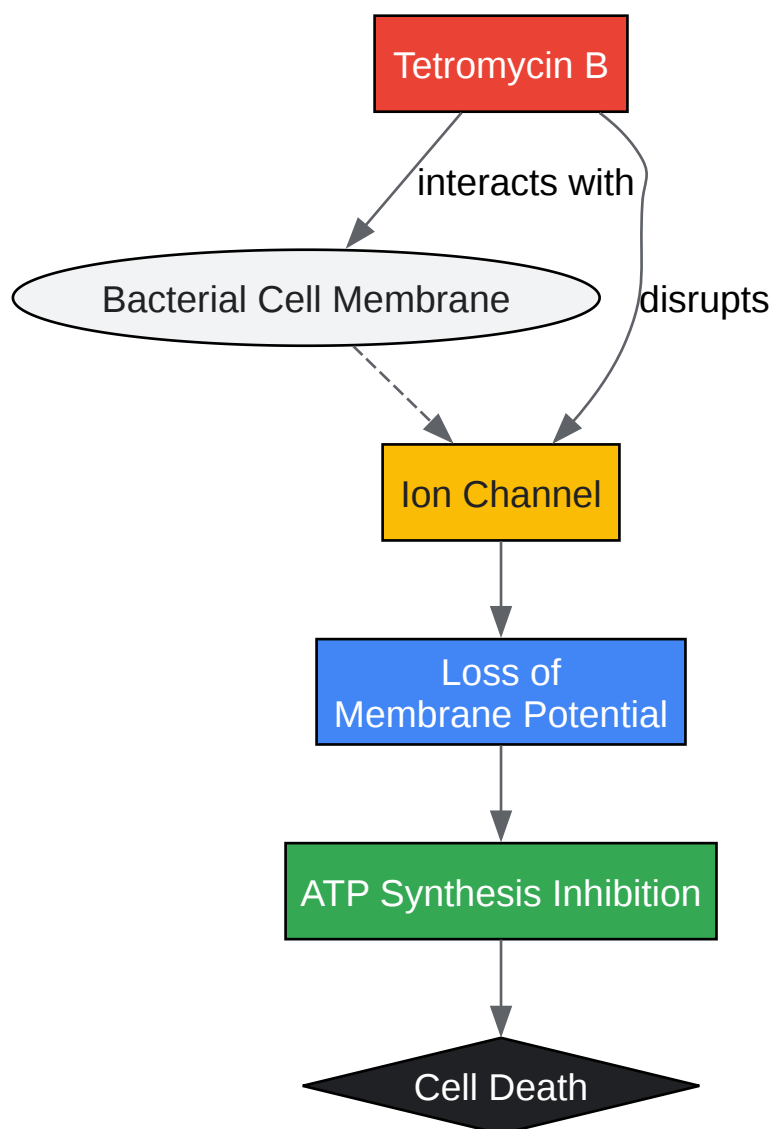 Tetromycin B
interacts with
Bacterial Cell Membrane
disrupts
Ion Channel
Loss of
Membrane Potential
ATP Synthesis Inhibition
Cell Death